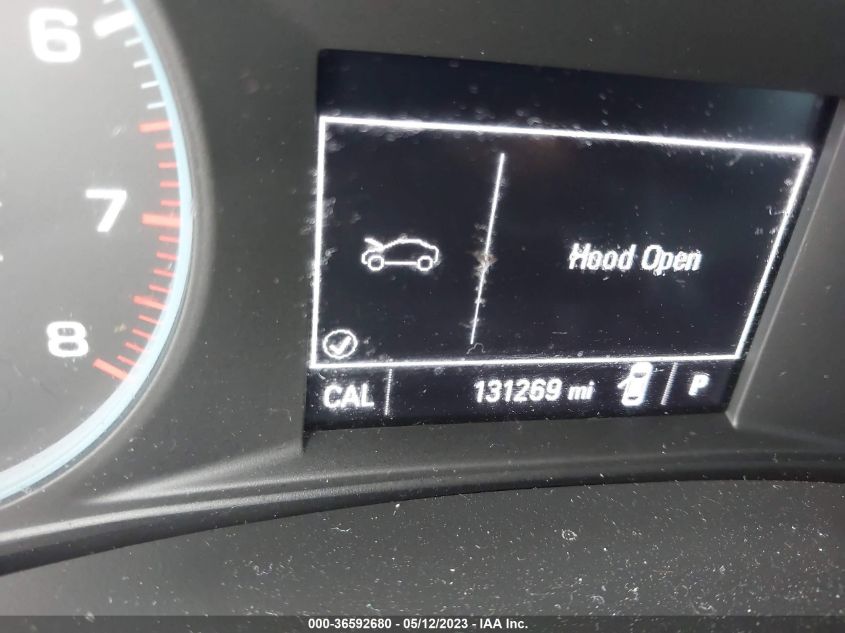 6
7
8
Hood Open
CAL 131269 mi P
000-36592680 - 05/12/2023 - IAA Inc.